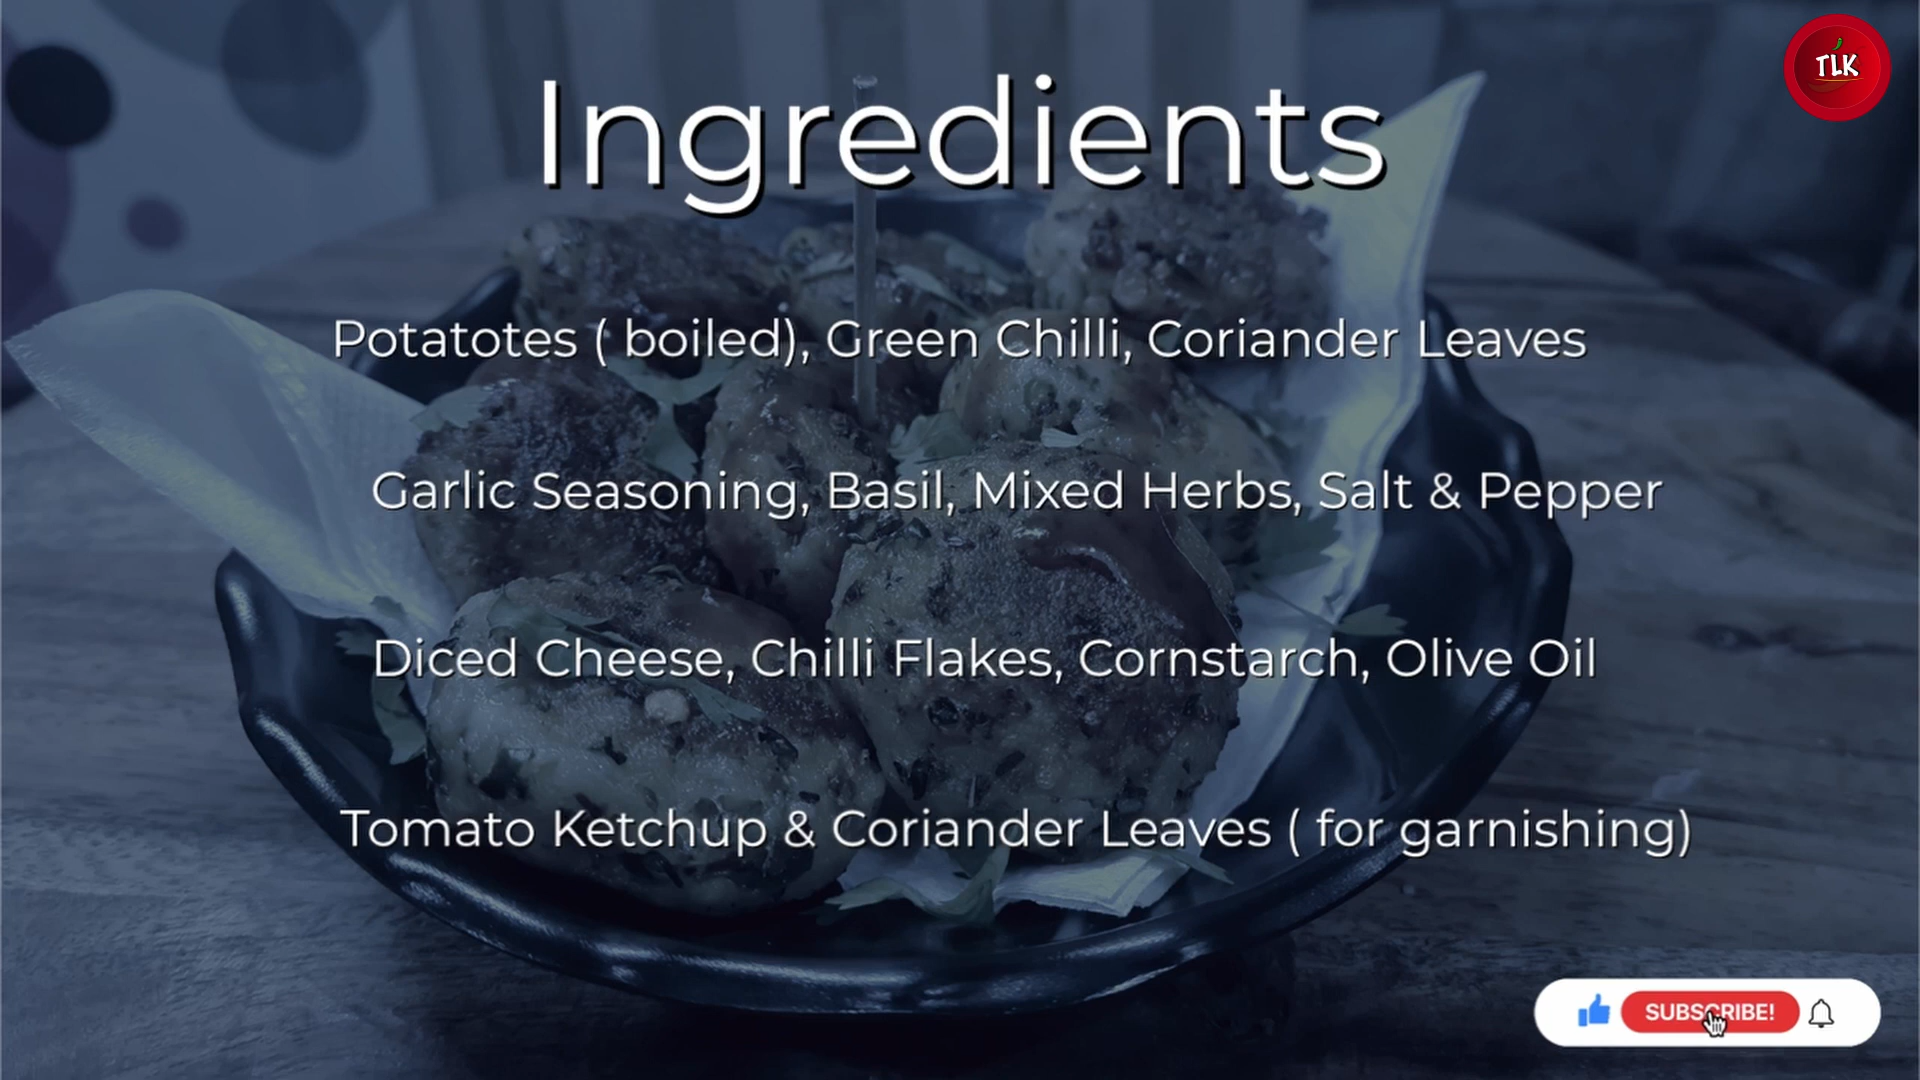 TLK
Ingredients
Potatotes ( boiled), Green Chilli, Coriander Leaves
Garlic Seasoning, Basil, Mixed Herbs, Salt & Pepper
Diced Cheese, Chilli Flakes, Cornstarch, Olive Oil
Tomato Ketchup & Coriander Leaves ( for garnishing)
SUBSCRIBE!